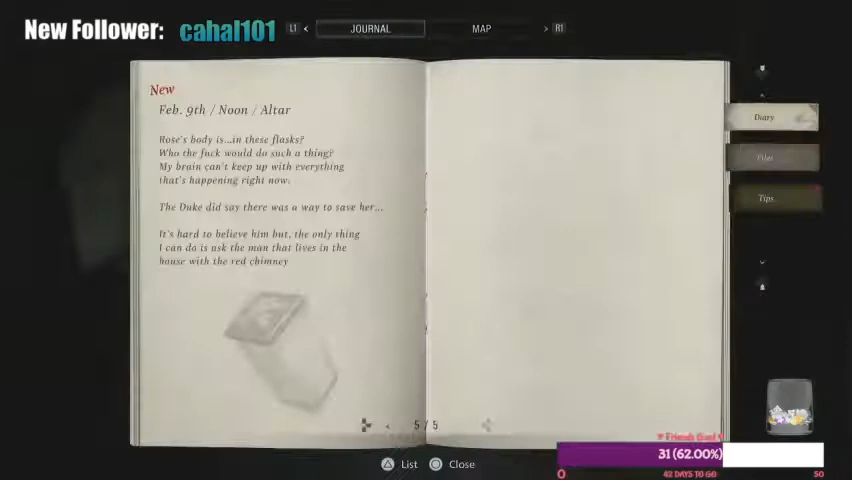 New Follower: cahal101
L1 JOURNAL MAP R1
New
Feb. 9th / Noon / Altar
Rose's body is...in these flasks?
Who the fuck would do such a thing?
My brain can't keep up with everything
that's happening right now.
The Duke did say there was a way to save her...
It's hard to believe him but, the only thing
I can do is ask the man that lives in the
house with the red chimney
5 / 5
Diary
Files
Tips
List Close
Friends Goal
31 (62.00%)
0 42 DAYS TO GO 50